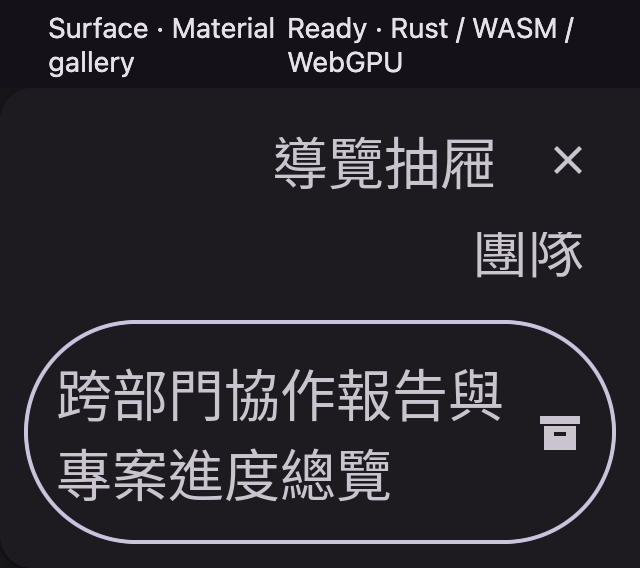 Surface · Material gallery
Ready · Rust / WASM / WebGPU
導覽抽屜
團隊
跨部門協作報告與
專案進度總覽